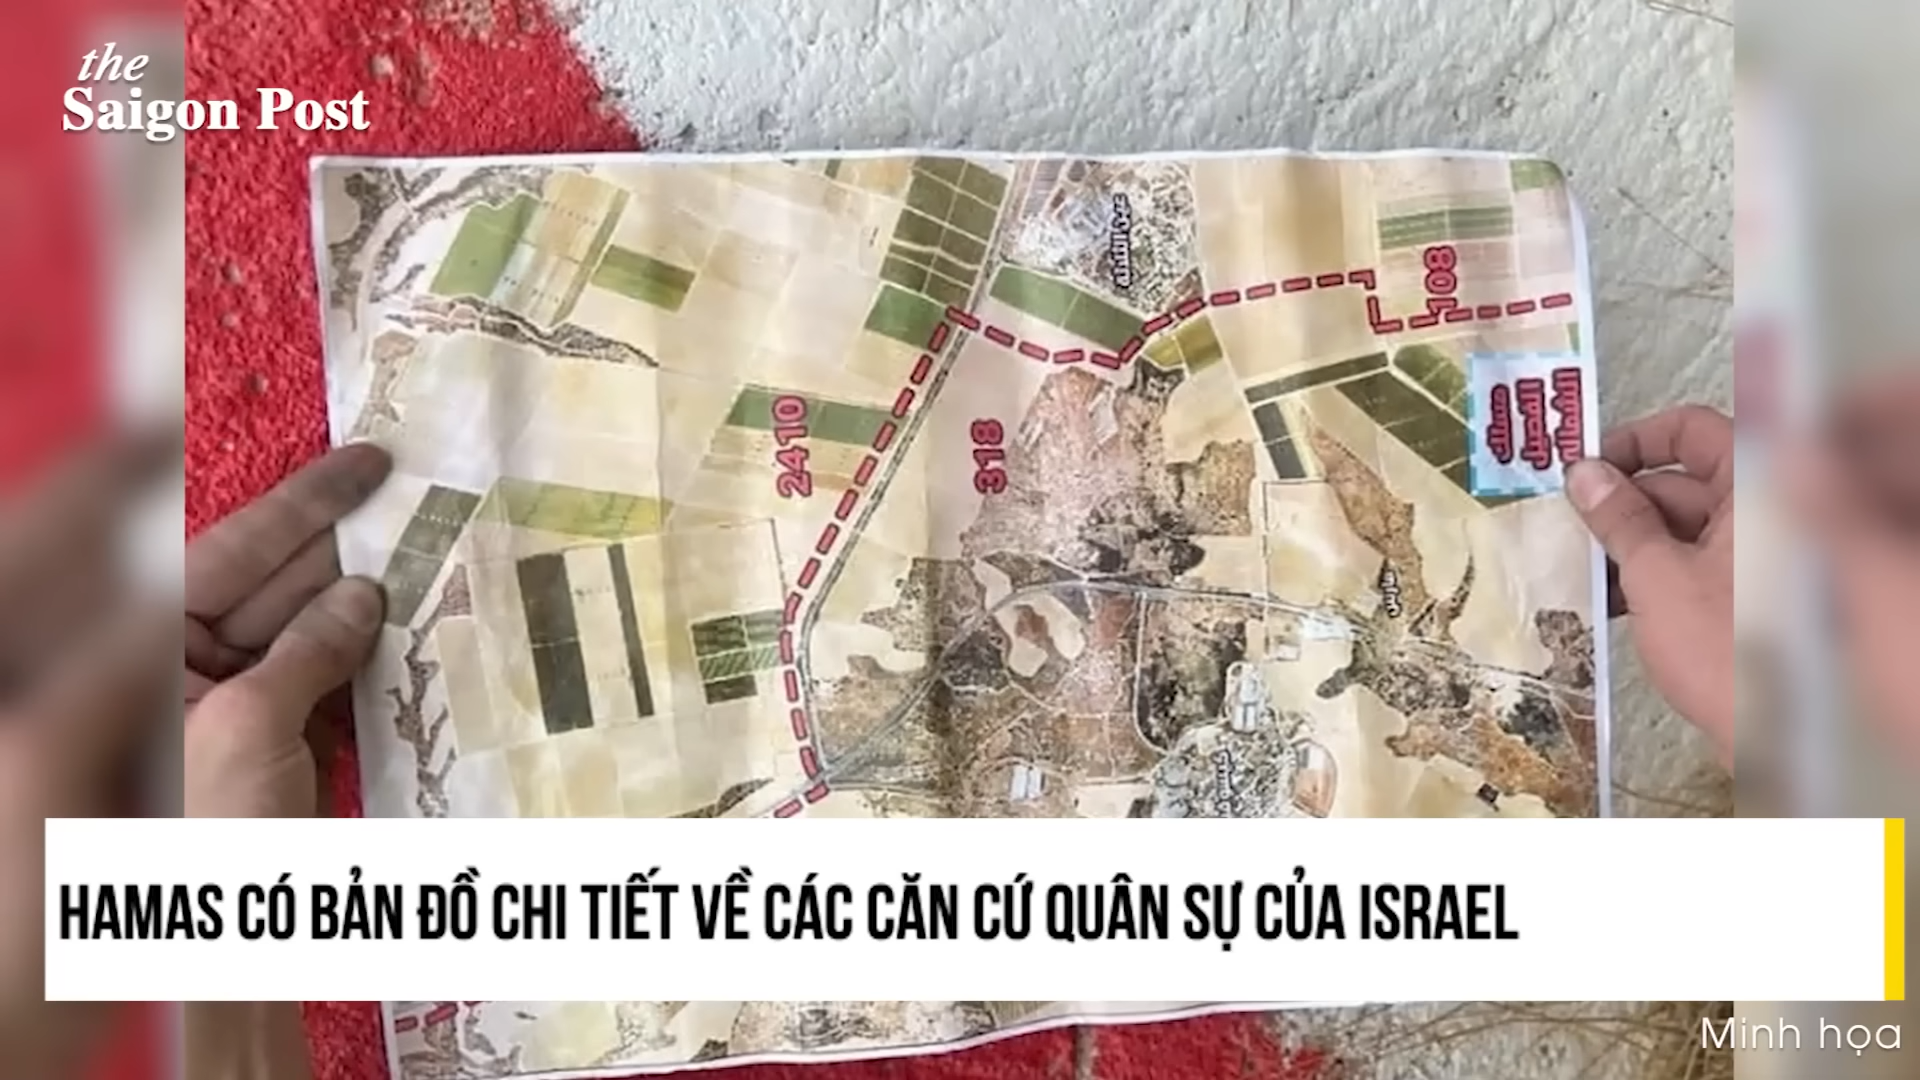 the
Saigon Post
108
2410
318
HAMAS CÓ BẢN ĐỒ CHI TIẾT VỀ CÁC CĂN CỨ QUÂN SỰ CỦA ISRAEL
Minh họa